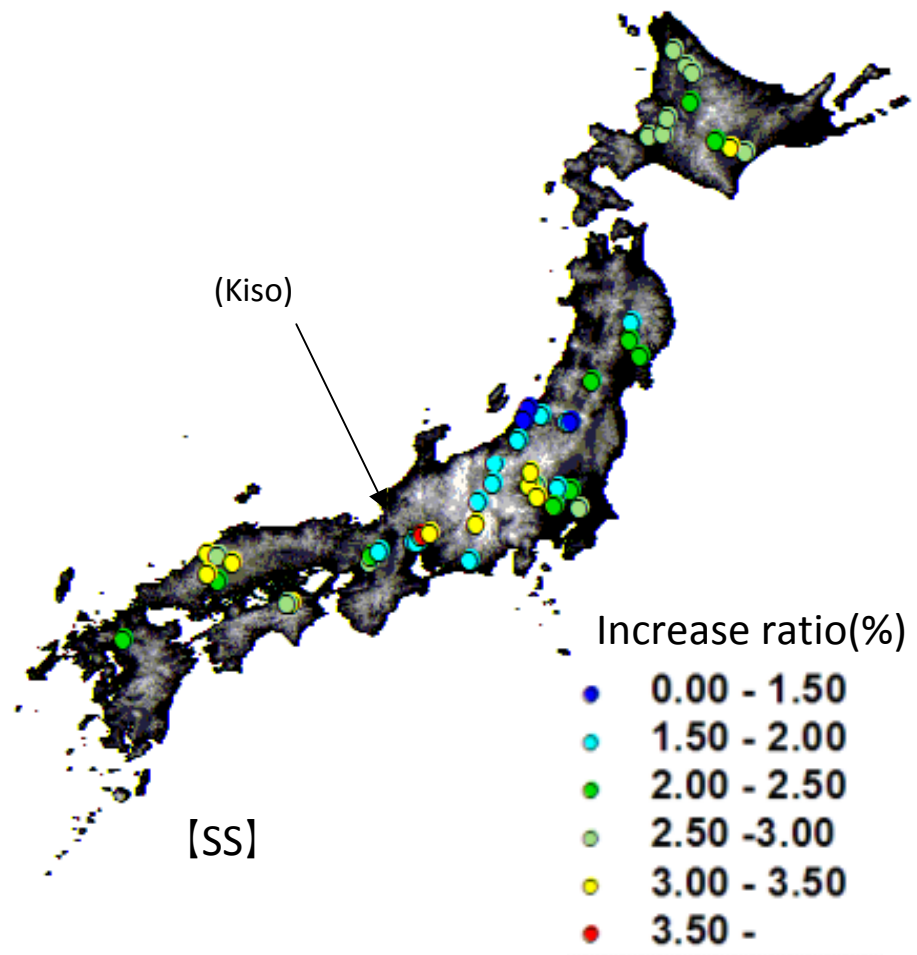 (Kiso)
Increase ratio(%)
0.00 - 1.50
1.50 - 2.00
2.00 - 2.50
2.50 -3.00
3.00 - 3.50
3.50 -
【SS】